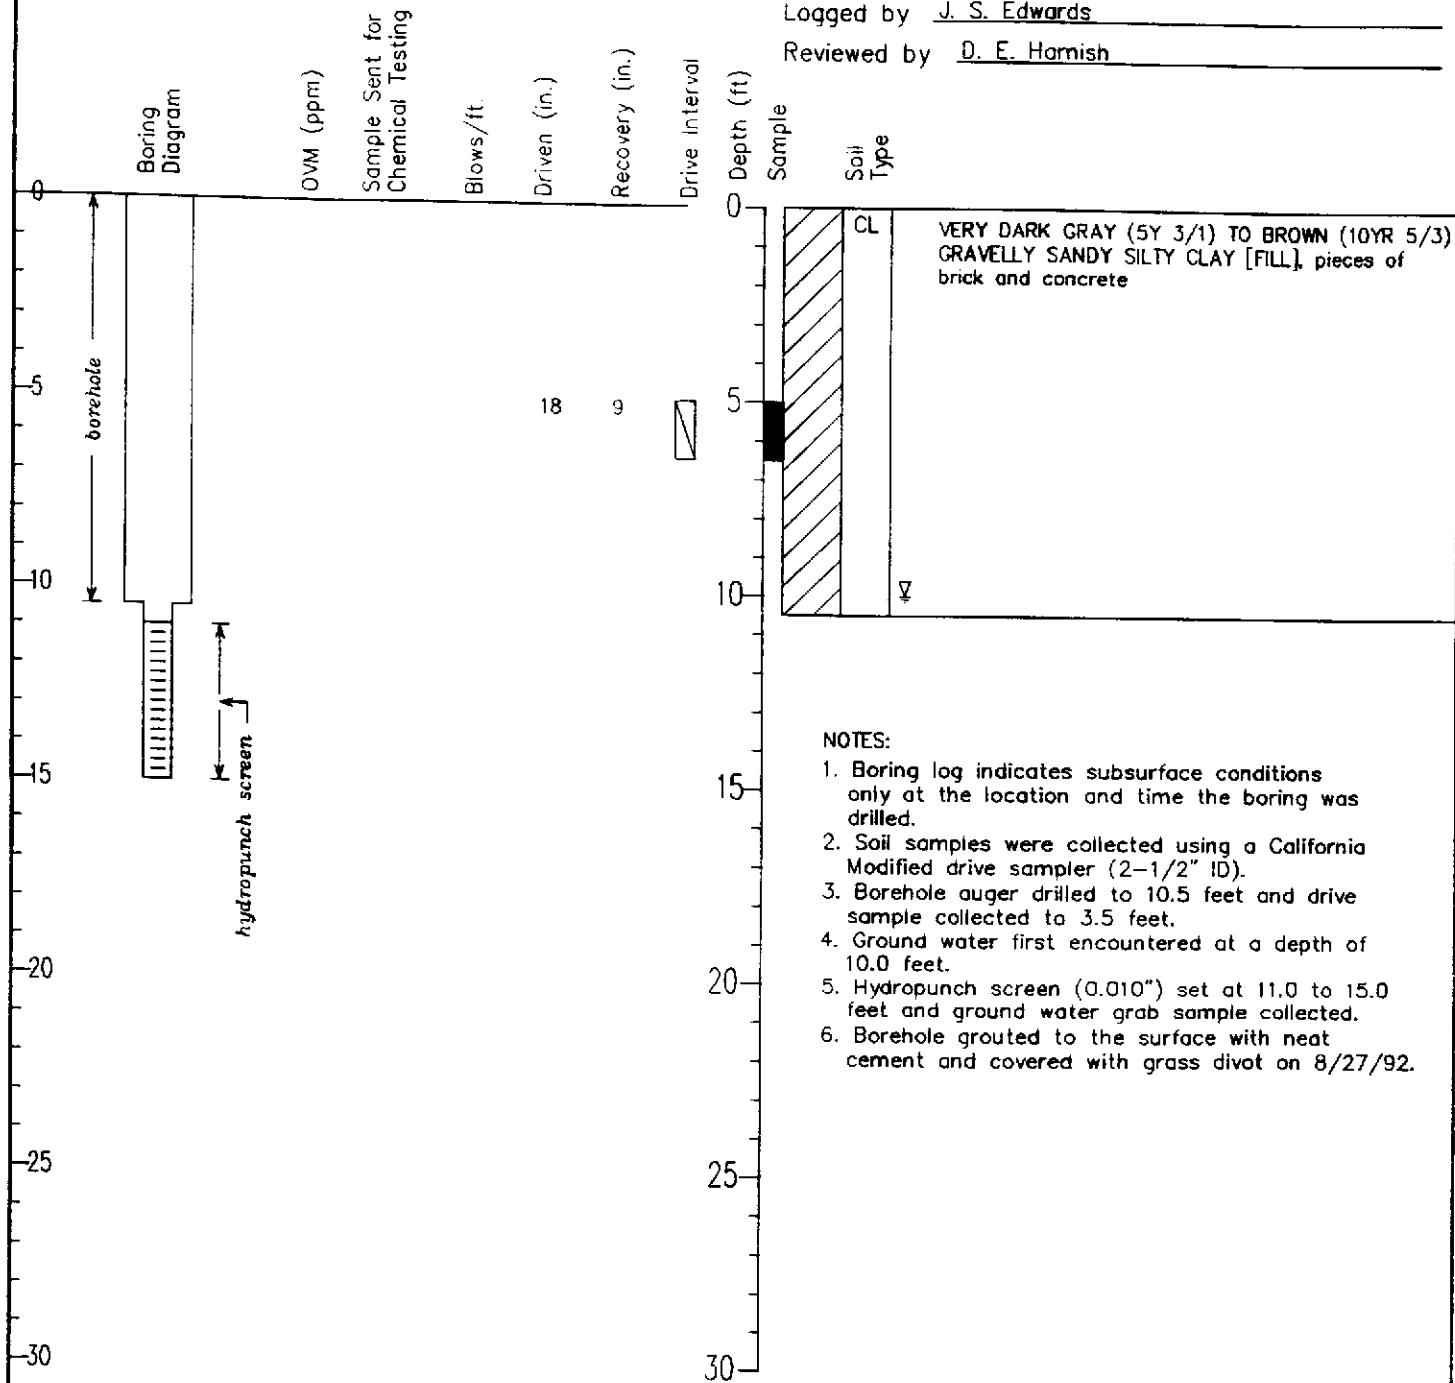 Logged by J. S. Edwards
Reviewed by D. E. Hamish
Boring
Diagram
OVM (ppm)
Sample Sent for
Chemical Testing
Blows/ft.
Driven (in.)
Recovery (in.)
Drive Interval
Depth (ft)
Sample
Soil
Type
0
5
10
15
20
25
30
borehole
hydropunch screen
18
9
0
5
10
15
20
25
30
CL
VERY DARK GRAY (5Y 3/1) TO BROWN (10YR 5/3)
GRAVELLY SANDY SILTY CLAY [FILL], pieces of
brick and concrete
NOTES:
1. Boring log indicates subsurface conditions
only at the location and time the boring was
drilled.
2. Soil samples were collected using a California
Modified drive sampler (2-1/2" ID).
3. Borehole auger drilled to 10.5 feet and drive
sample collected to 3.5 feet.
4. Ground water first encountered at a depth of
10.0 feet.
5. Hydropunch screen (0.010") set at 11.0 to 15.0
feet and ground water grab sample collected.
6. Borehole grouted to the surface with neat
cement and covered with grass divot on 8/27/92.